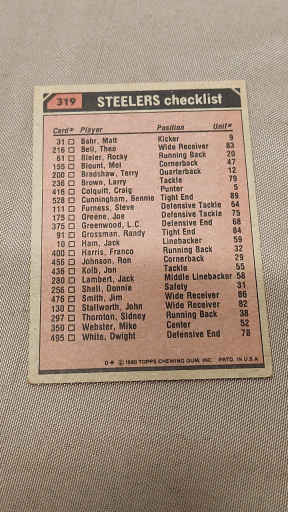 319 STEELERS checklist
Card# Player Position Unit#
31 □ Bahr, Matt Kicker 9
216 □ Bell, Theo Wide Receiver 83
61 □ Bleier, Rocky Running Back 20
155 □ Blount, Mel Cornerback 47
200 □ Bradshaw, Terry Quarterback 12
236 □ Brown, Larry Tackle 79
418 □ Colquitt, Craig Punter 5
528 □ Cunningham, Bennie Tight End 89
111 □ Furness, Steve Defensive Tackle 64
175 □ Greene, Joe Defensive Tackle 75
375 □ Greenwood, L.C. Defensive End 68
91 □ Grossman, Randy Tight End 84
10 □ Ham, Jack Linebacker 59
400 □ Harris, Franco Running Back 32
456 □ Johnson, Ron Cornerback 29
436 □ Kolb, Jon Tackle 55
280 □ Lambert, Jack Middle Linebacker 58
256 □ Shell, Donnie Safety 31
476 □ Smith, Jim Wide Receiver 86
130 □ Stallworth, John Wide Receiver 82
297 □ Thornton, Sidney Running Back 38
350 □ Webster, Mike Center 52
495 □ White, Dwight Defensive End 78
D* © 1980 TOPPS CHEWING GUM, INC. PRTD. IN U.S.A.